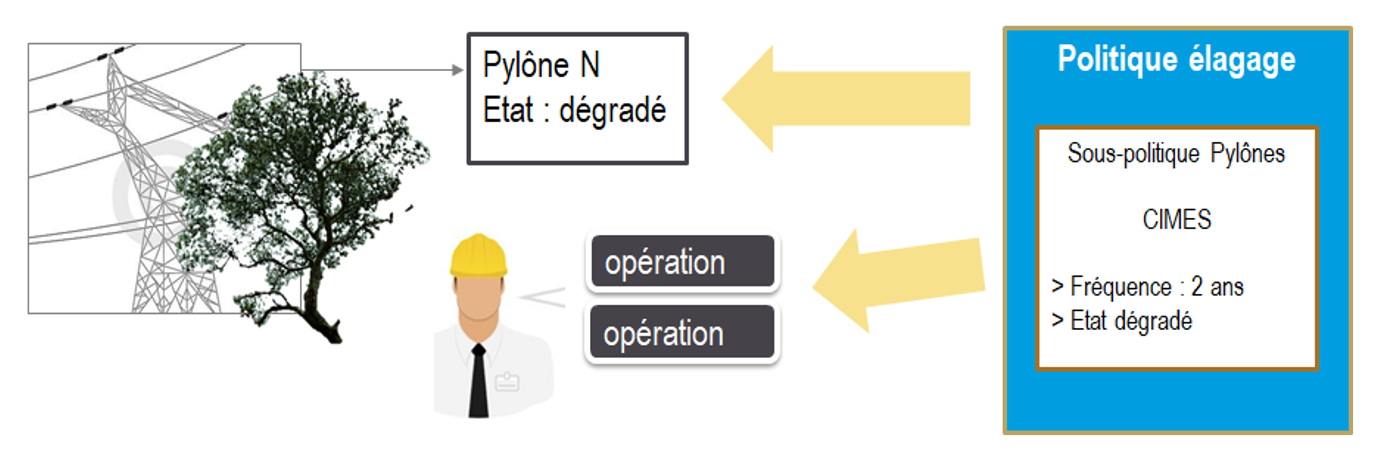 Pylône N
Etat : dégradé
Politique élagage
Sous-politique Pylônes
CIMES
> Fréquence : 2 ans
> Etat dégradé
opération
opération